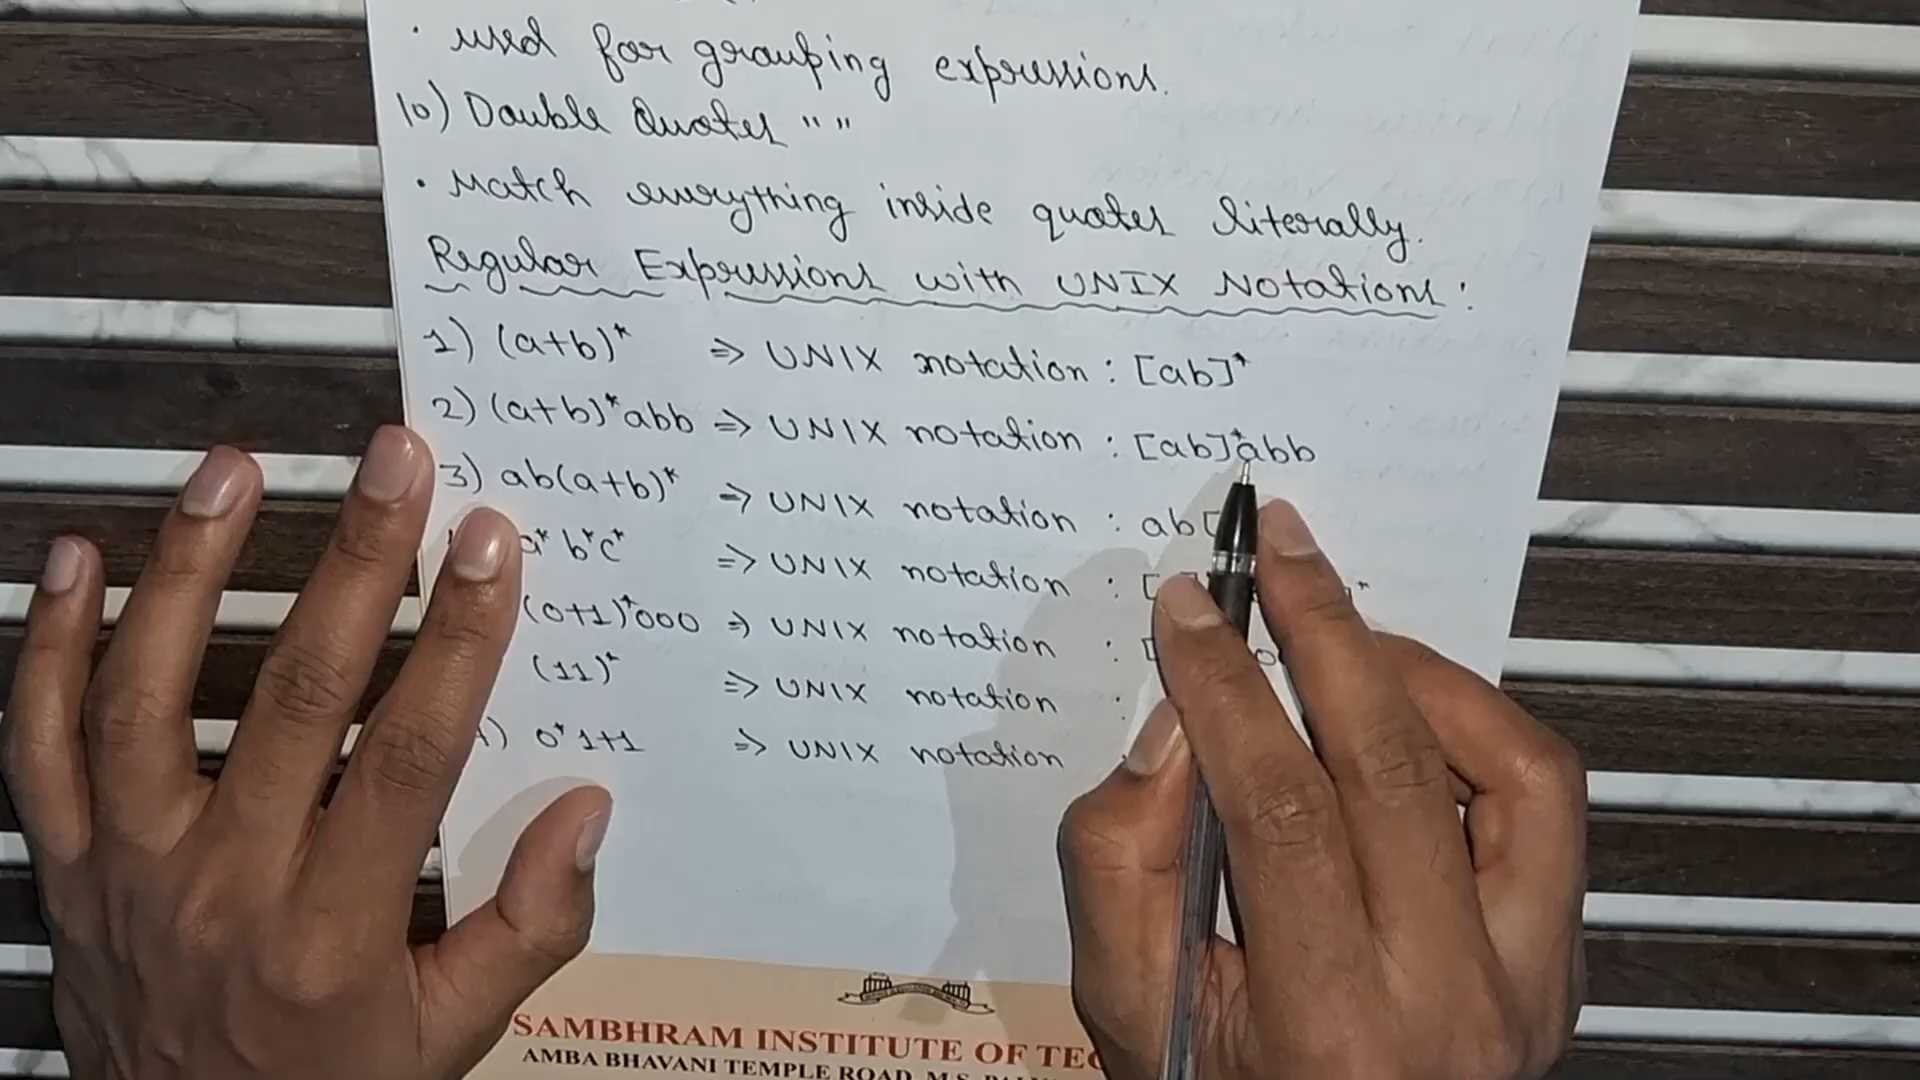 • used for grouping expressions.
10) Double Quotes " "
• Match everything inside quotes literally.
Regular Expressions with UNIX Notations :
1) (a+b)* ⇒ UNIX notation : [ab]*
2) (a+b)*abb ⇒ UNIX notation : [ab]*abb
3) ab(a+b)* ⇒ UNIX notation : ab[
a* b*c* ⇒ UNIX notation : [
(0+1)*000 ⇒ UNIX notation : [
(11)* ⇒ UNIX notation :
) 0*1+1 ⇒ UNIX notation
SAMBHRAM INSTITUTE OF
AMBA BHAVANI TEMPLE ROAD, M.S.